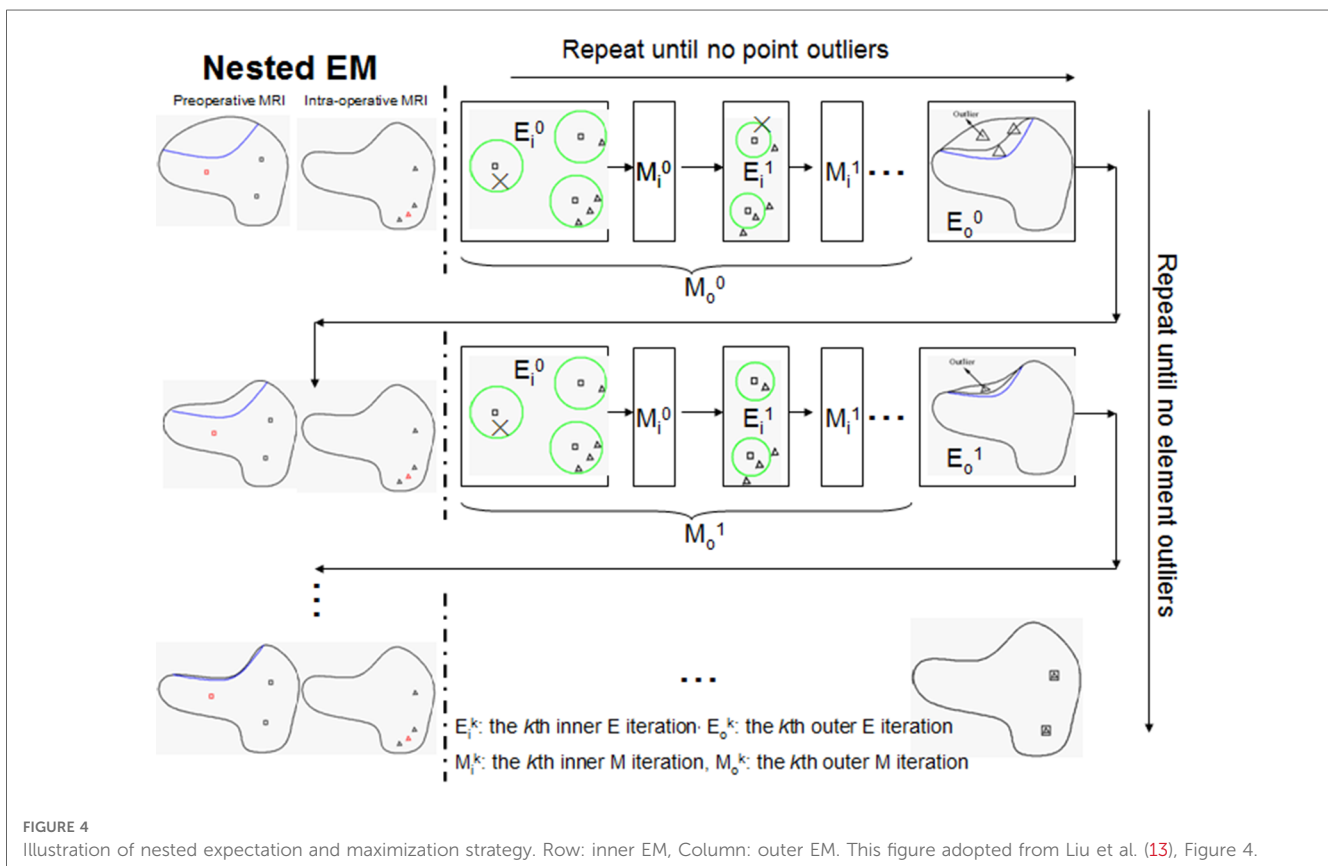 Nested EM
Repeat until no point outliers
Preoperative MRI
Intra-operative MRI
E_i^0
M_i^0
E_i^1
M_i^1
...
Outlier
E_o^0
M_o^0
Repeat until no element outliers
E_i^0
M_i^0
E_i^1
M_i^1
...
Outlier
E_o^1
M_o^1
...
...
E_i^k: the kth inner E iteration· E_o^k: the kth outer E iteration
M_i^k: the kth inner M iteration, M_o^k: the kth outer M iteration
FIGURE 4
Illustration of nested expectation and maximization strategy. Row: inner EM, Column: outer EM. This figure adopted from Liu et al. (13), Figure 4.